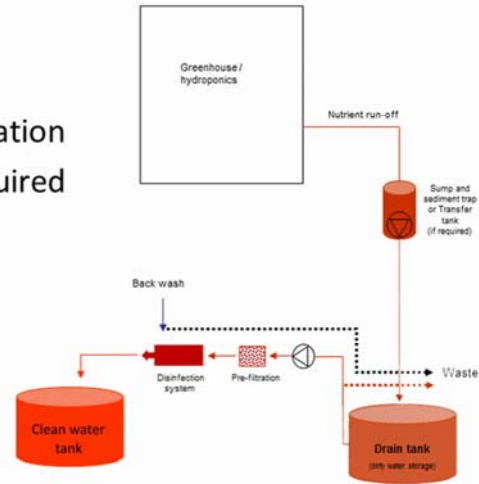 Greenhouse /
hydroponics
ation
uired
Nutrient run-off
Sump and
sediment trap
or Transfer
tank
(if required)
Back wash
Waste
Disinfection
system
Pre-filtration
Clean water
tank
Drain tank
(dirty water storage)